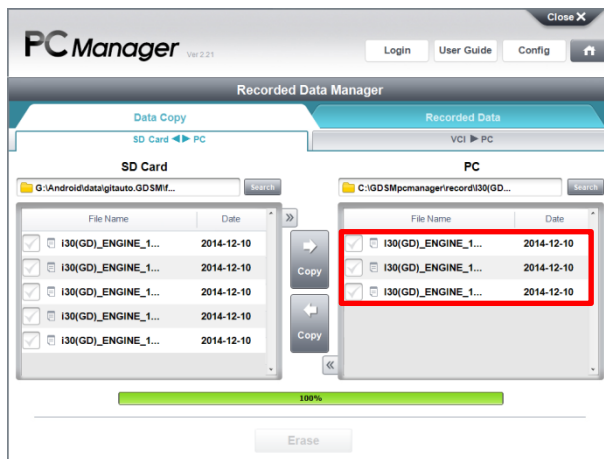 Close X
PC Manager Ver 2.21
Login User Guide Config
Recorded Data Manager
Data Copy Recorded Data
SD Card ◀▶ PC VCI ▶ PC
SD Card PC
G:\Android\data\gitauto.GDSM\f... Search C:\GDSMpcmanager\record\I30(GD... Search
File Name Date File Name Date
i30(GD)_ENGINE_1... 2014-12-10 I30(GD)_ENGINE_1... 2014-12-10
i30(GD)_ENGINE_1... 2014-12-10 I30(GD)_ENGINE_1... 2014-12-10
i30(GD)_ENGINE_1... 2014-12-10 I30(GD)_ENGINE_1... 2014-12-10
i30(GD)_ENGINE_1... 2014-12-10
i30(GD)_ENGINE_1... 2014-12-10
Copy
Copy
100%
Erase